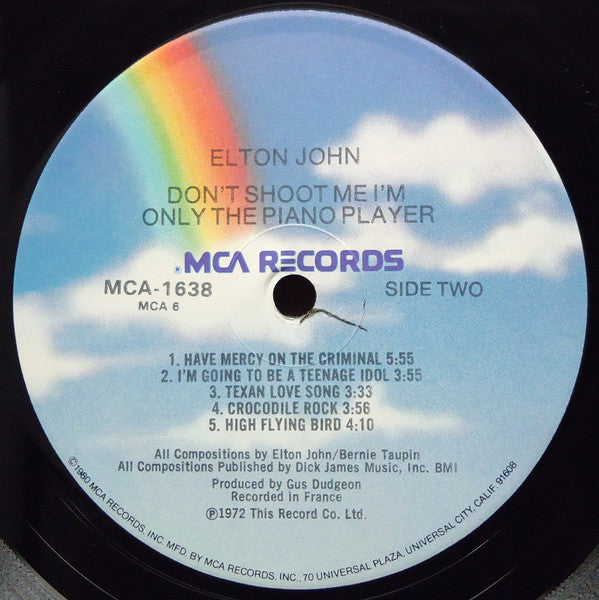 ELTON JOHN
DON'T SHOOT ME I'M
ONLY THE PIANO PLAYER
®MCA RECORDS
MCA-1638
MCA 6
SIDE TWO
1. HAVE MERCY ON THE CRIMINAL 5:55
2. I'M GOING TO BE A TEENAGE IDOL 3:55
3. TEXAN LOVE SONG 3:33
4. CROCODILE ROCK 3:56
5. HIGH FLYING BIRD 4:10
All Compositions by Elton John/Bernie Taupin
All Compositions Published by Dick James Music, Inc. BMI
Produced by Gus Dudgeon
Recorded in France
℗1972 This Record Co. Ltd.
©1980 MCA RECORDS, INC. MFD. BY MCA RECORDS, INC., 70 UNIVERSAL PLAZA, UNIVERSAL CITY, CALIF. 91608